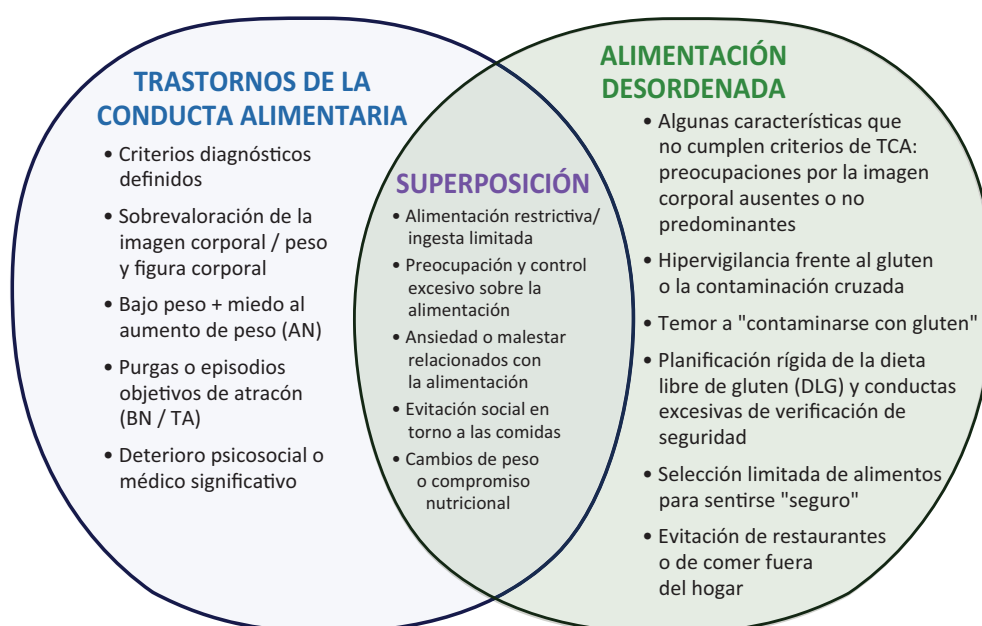 TRASTORNOS DE LA
CONDUCTA ALIMENTARIA
• Criterios diagnósticos
definidos
• Sobrevaloración de la
imagen corporal / peso
y figura corporal
• Bajo peso + miedo al
aumento de peso (AN)
• Purgas o episodios
objetivos de atracón
(BN / TA)
• Deterioro psicosocial o
médico significativo
SUPERPOSICIÓN
• Alimentación restrictiva/
ingesta limitada
• Preocupación y control
excesivo sobre la
alimentación
• Ansiedad o malestar
relacionados con
la alimentación
• Evitación social en
torno a las comidas
• Cambios de peso
o compromiso
nutricional
ALIMENTACIÓN
DESORDENADA
• Algunas características que
no cumplen criterios de TCA:
preocupaciones por la imagen
corporal ausentes o no
predominantes
• Hipervigilancia frente al gluten
o la contaminación cruzada
• Temor a "contaminarse con gluten"
• Planificación rígida de la dieta
libre de gluten (DLG) y conductas
excesivas de verificación de
seguridad
• Selección limitada de alimentos
para sentirse "seguro"
• Evitación de restaurantes
o de comer fuera
del hogar